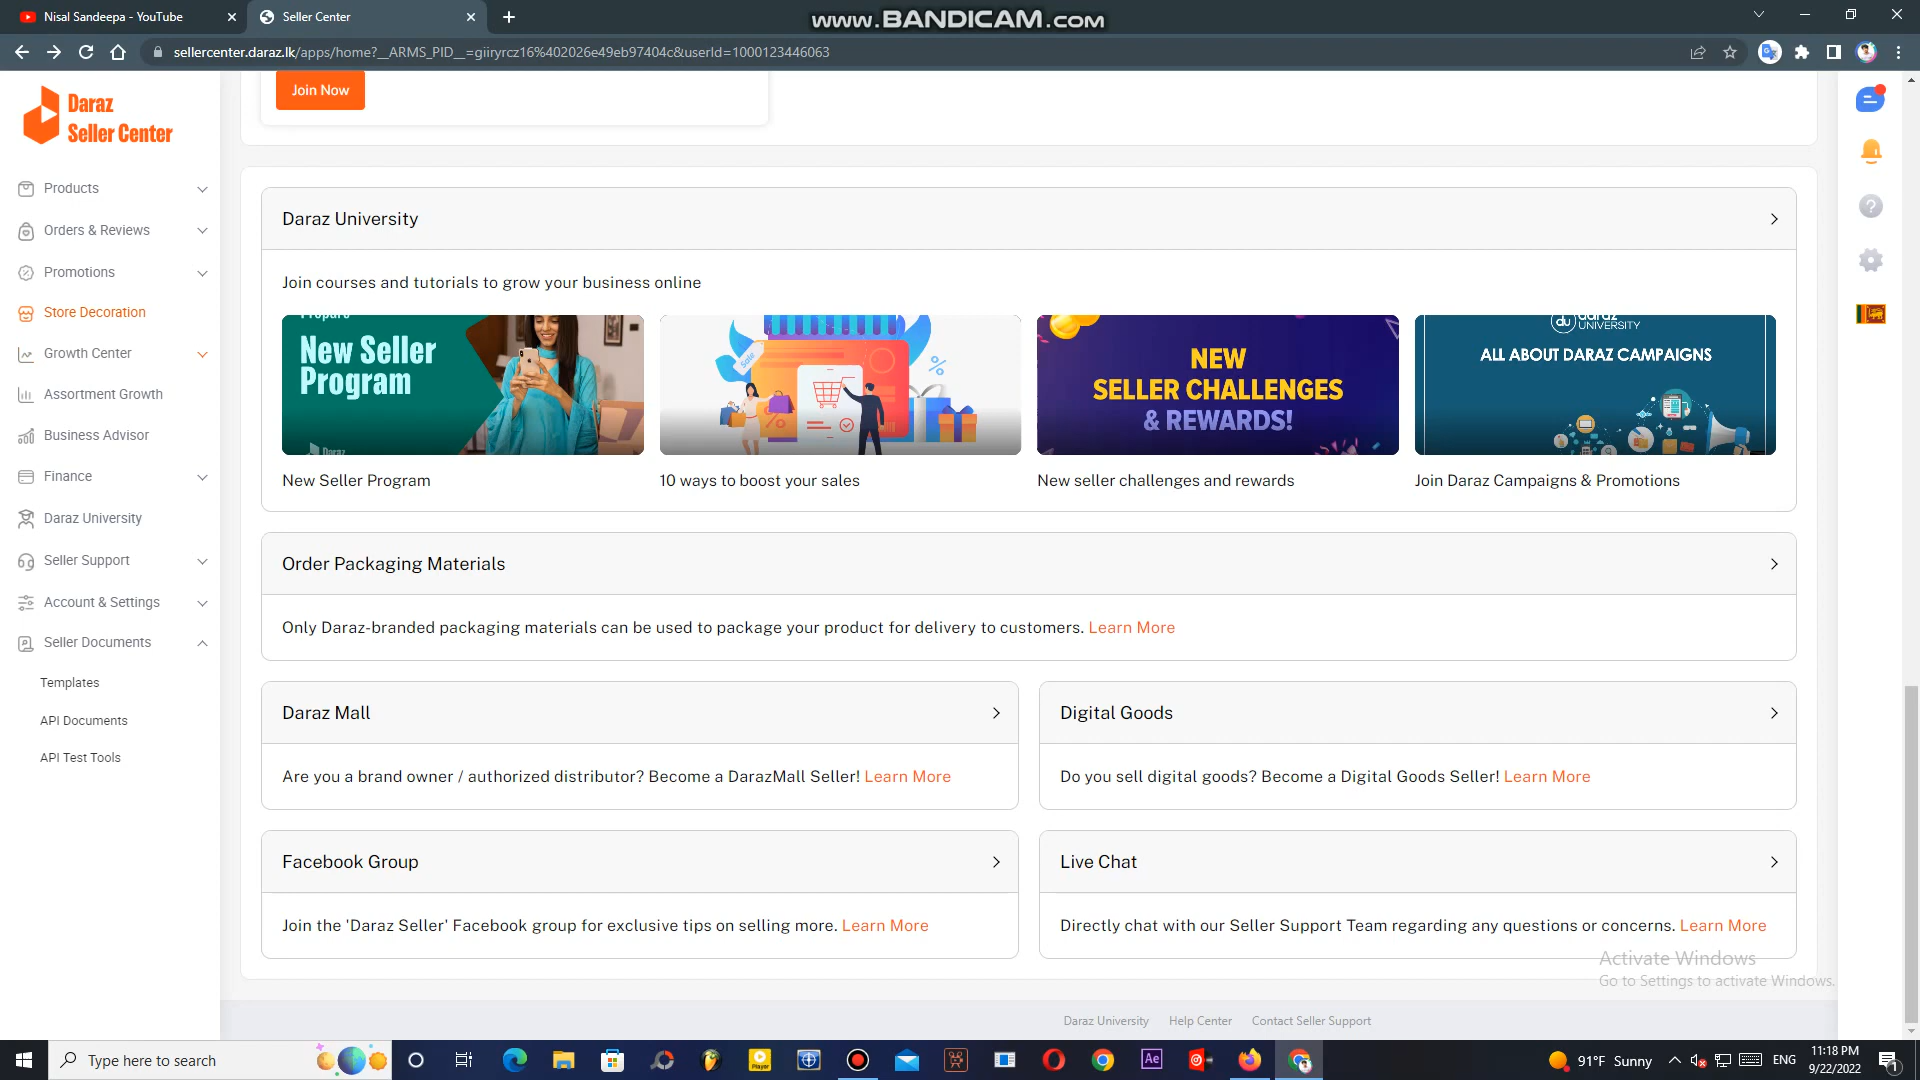 Nisal Sandeepa - YouTube
Seller Center
www.BANDICAM.com
sellercenter.daraz.lk/apps/home?__ARMS_PID__=giiryrcz16%402026e49eb97404c&userId=1000123446063
Daraz
Seller Center
Products
Orders & Reviews
Promotions
Store Decoration
Growth Center
Assortment Growth
Business Advisor
Finance
Daraz University
Seller Support
Account & Settings
Seller Documents
Templates
API Documents
API Test Tools
Join Now
Daraz University
Join courses and tutorials to grow your business online
Prepare
New Seller
Program
Daraz
New Seller Program
Sale
%
%
10 ways to boost your sales
NEW
SELLER CHALLENGES
& REWARDS!
New seller challenges and rewards
du daraz
UNIVERSITY
ALL ABOUT DARAZ CAMPAIGNS
Join Daraz Campaigns & Promotions
Order Packaging Materials
Only Daraz-branded packaging materials can be used to package your product for delivery to customers. Learn More
Daraz Mall
Are you a brand owner / authorized distributor? Become a DarazMall Seller! Learn More
Digital Goods
Do you sell digital goods? Become a Digital Goods Seller! Learn More
Facebook Group
Join the 'Daraz Seller' Facebook group for exclusive tips on selling more. Learn More
Live Chat
Directly chat with our Seller Support Team regarding any questions or concerns. Learn More
Activate Windows
Go to Settings to activate Windows.
Daraz University Help Center Contact Seller Support
Type here to search
Player
Ae
91°F Sunny
ENG
11:18 PM
9/22/2022
1